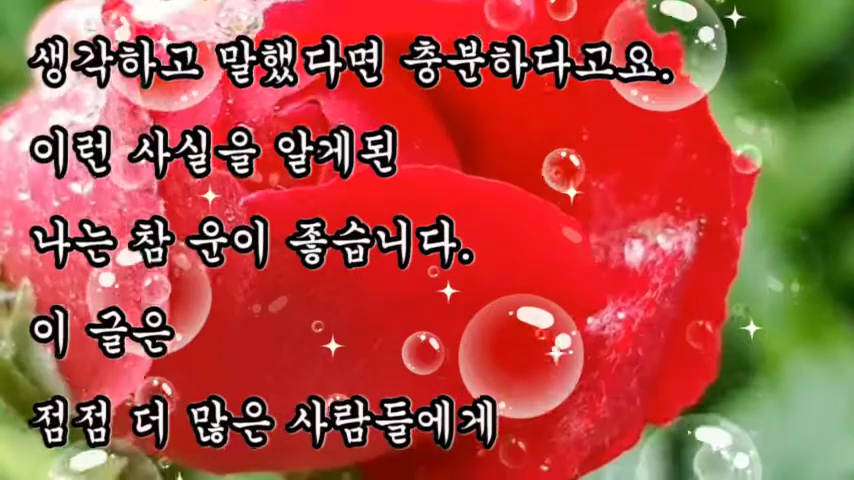 생각하고 말했다면 충분하다고요.
이런 사실을 알게된
나는 참 운이 좋습니다.
이 글은
점점 더 많은 사람들에게